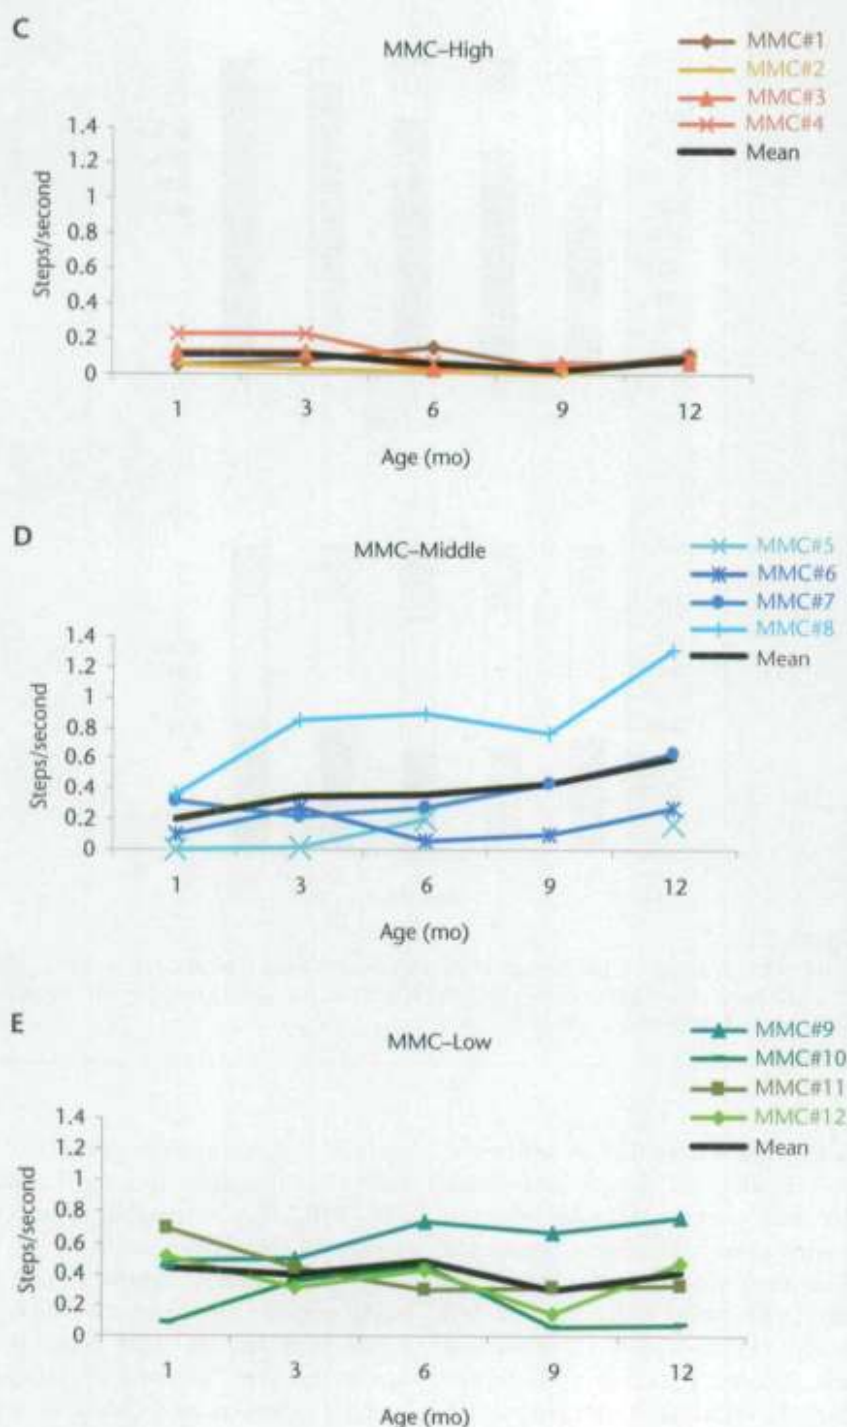 C
MMC–High
MMC#1
MMC#2
MMC#3
MMC#4
Mean
1.4
1.2
1
0.8
0.6
0.4
0.2
0
Steps/second
1
3
6
9
12
Age (mo)
D
MMC–Middle
MMC#5
MMC#6
MMC#7
MMC#8
Mean
1.4
1.2
1
0.8
0.6
0.4
0.2
0
Steps/second
1
3
6
9
12
Age (mo)
E
MMC–Low
MMC#9
MMC#10
MMC#11
MMC#12
Mean
1.4
1.2
1
0.8
0.6
0.4
0.2
0
Steps/second
1
3
6
9
12
Age (mo)